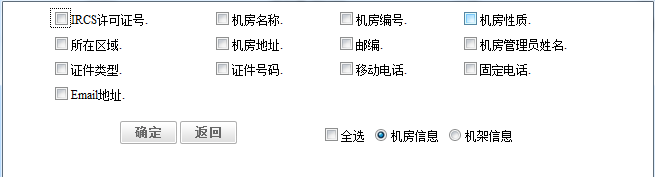 IRCS许可证号. 机房名称. 机房编号. 机房性质.
所在区域. 机房地址. 邮编. 机房管理员姓名.
证件类型. 证件号码. 移动电话. 固定电话.
Email地址.
确定 返回 全选 机房信息 机架信息